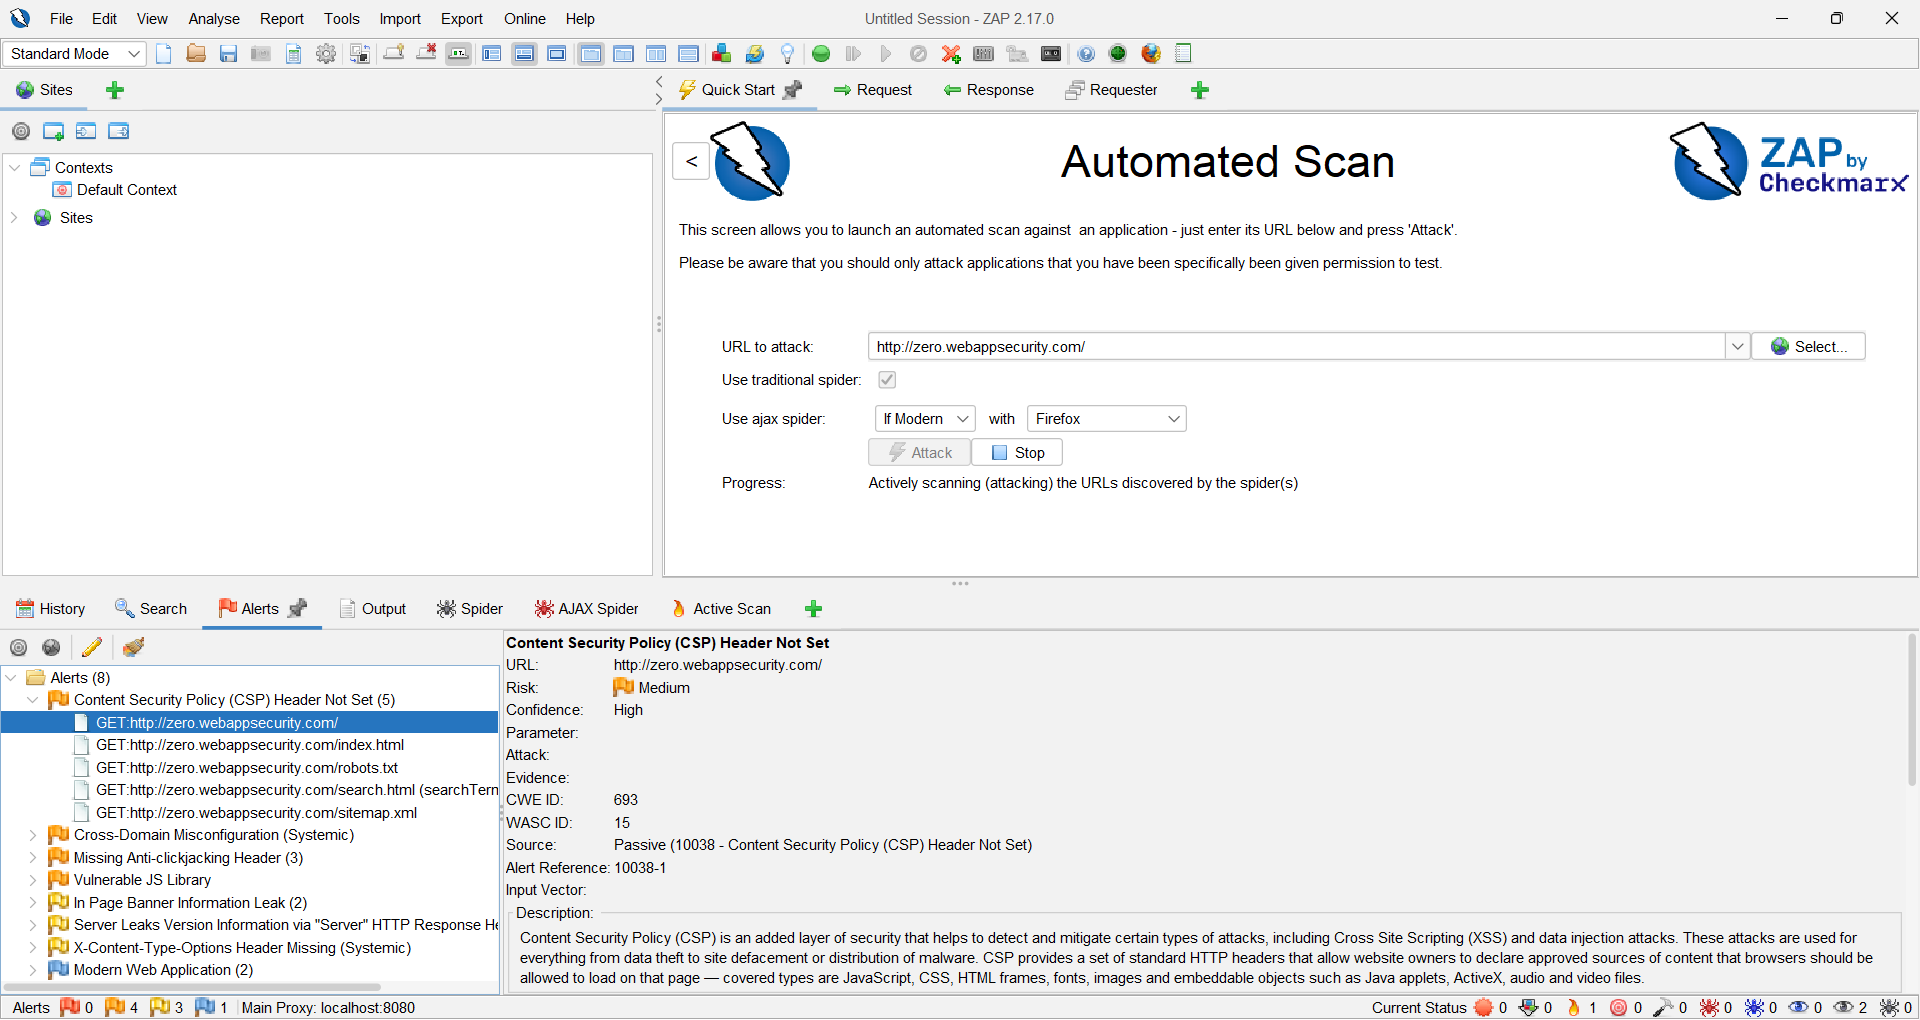 File Edit View Analyse Report Tools Import Export Online Help
Untitled Session - ZAP 2.17.0
Standard Mode
Sites
Quick Start Request Response Requester
Contexts
Default Context
Sites
<
Automated Scan
ZAP by
Checkmarx
This screen allows you to launch an automated scan against  an application - just enter its URL below and press 'Attack'.
Please be aware that you should only attack applications that you have been specifically been given permission to test.
URL to attack: http://zero.webappsecurity.com/ Select...
Use traditional spider:
Use ajax spider: If Modern with Firefox
Attack Stop
Progress: Actively scanning (attacking) the URLs discovered by the spider(s)
History Search Alerts Output Spider AJAX Spider Active Scan
Alerts (8)
Content Security Policy (CSP) Header Not Set (5)
GET:http://zero.webappsecurity.com/
GET:http://zero.webappsecurity.com/index.html
GET:http://zero.webappsecurity.com/robots.txt
GET:http://zero.webappsecurity.com/search.html (searchTerm
GET:http://zero.webappsecurity.com/sitemap.xml
Cross-Domain Misconfiguration (Systemic)
Missing Anti-clickjacking Header (3)
Vulnerable JS Library
In Page Banner Information Leak (2)
Server Leaks Version Information via "Server" HTTP Response He
X-Content-Type-Options Header Missing (Systemic)
Modern Web Application (2)
Content Security Policy (CSP) Header Not Set
URL: http://zero.webappsecurity.com/
Risk: Medium
Confidence: High
Parameter:
Attack:
Evidence:
CWE ID: 693
WASC ID: 15
Source: Passive (10038 - Content Security Policy (CSP) Header Not Set)
Alert Reference: 10038-1
Input Vector:
Description:
Content Security Policy (CSP) is an added layer of security that helps to detect and mitigate certain types of attacks, including Cross Site Scripting (XSS) and data injection attacks. These attacks are used for
everything from data theft to site defacement or distribution of malware. CSP provides a set of standard HTTP headers that allow website owners to declare approved sources of content that browsers should be
allowed to load on that page — covered types are JavaScript, CSS, HTML frames, fonts, images and embeddable objects such as Java applets, ActiveX, audio and video files.
Alerts 0 4 3 1 Main Proxy: localhost:8080
Current Status 0 0 1 0 0 0 0 0 2 0